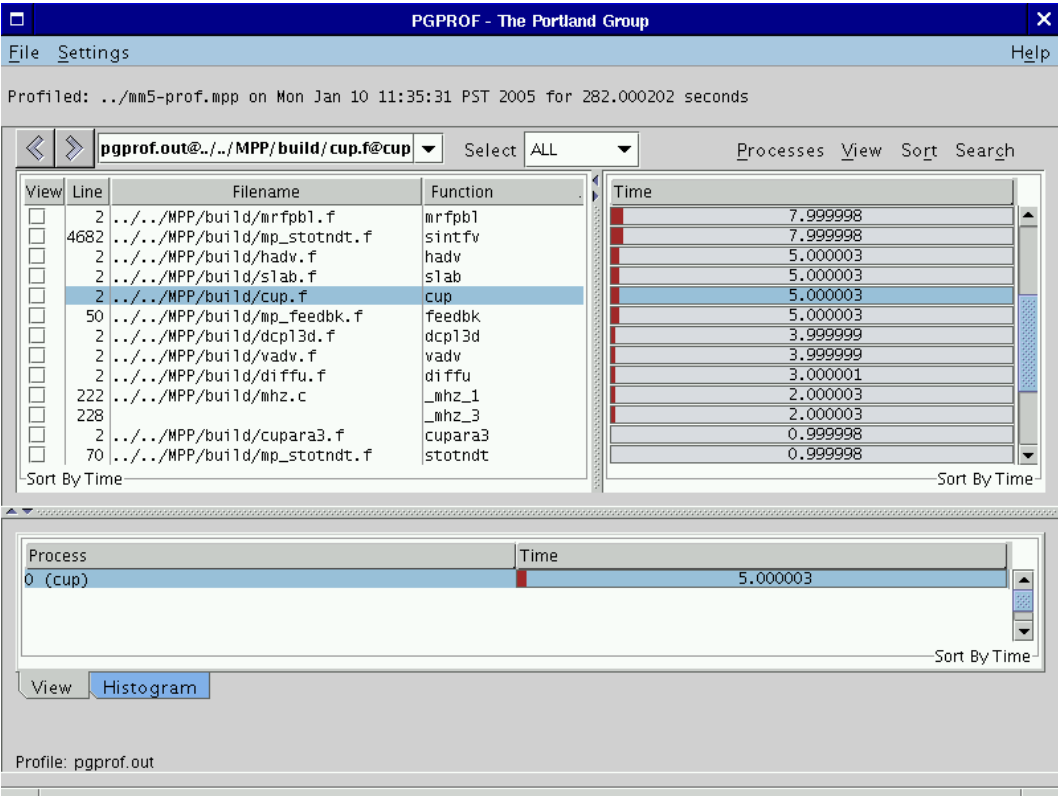 PGPROF - The Portland Group
File Settings Help
Profiled: ../mm5-prof.mpp on Mon Jan 10 11:35:31 PST 2005 for 282.000202 seconds
pgprof.out@../../MPP/build/cup.f@cup Select ALL Processes View Sort Search
View Line Filename Function Time
2 ../../MPP/build/mrfpbl.f mrfpbl 7.999998
4682 ../../MPP/build/mp_stotndt.f sintfv 7.999998
2 ../../MPP/build/hadv.f hadv 5.000003
2 ../../MPP/build/slab.f slab 5.000003
2 ../../MPP/build/cup.f cup 5.000003
50 ../../MPP/build/mp_feedbk.f feedbk 5.000003
2 ../../MPP/build/dcpl3d.f dcpl3d 3.999999
2 ../../MPP/build/vadv.f vadv 3.999999
2 ../../MPP/build/diffu.f diffu 3.000001
222 ../../MPP/build/mhz.c _mhz_1 2.000003
228 _mhz_3 2.000003
2 ../../MPP/build/cupara3.f cupara3 0.999998
70 ../../MPP/build/mp_stotndt.f stotndt 0.999998
Sort By Time Sort By Time
Process Time
0 (cup) 5.000003
Sort By Time
View Histogram
Profile: pgprof.out